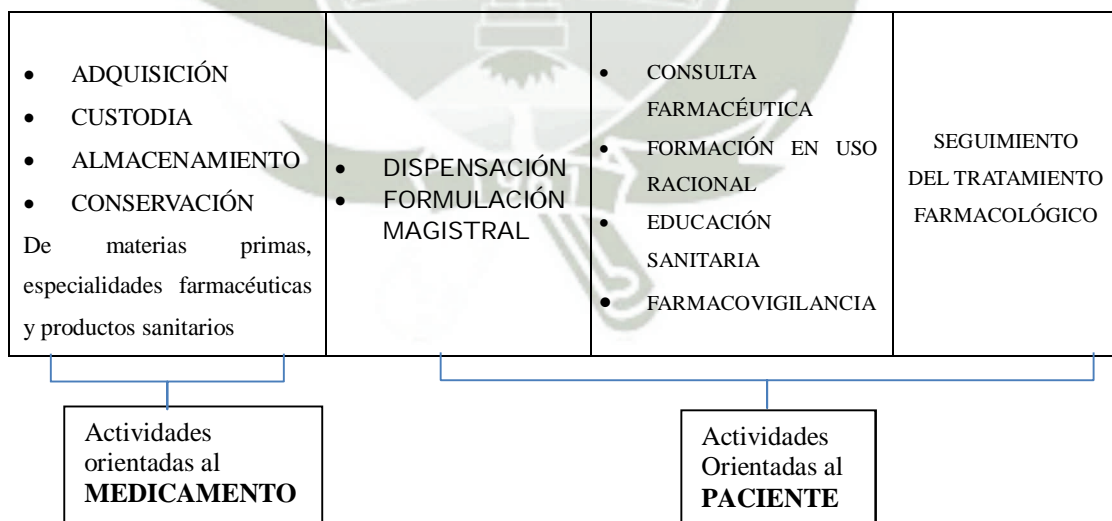 • ADQUISICIÓN
• CUSTODIA
• ALMACENAMIENTO
• CONSERVACIÓN
De materias primas,
especialidades farmacéuticas
y productos sanitarios
• DISPENSACIÓN
• FORMULACIÓN
MAGISTRAL
• CONSULTA
FARMACÉUTICA
• FORMACIÓN EN USO
RACIONAL
• EDUCACIÓN
SANITARIA
• FARMACOVIGILANCIA
SEGUIMIENTO
DEL TRATAMIENTO
FARMACOLÓGICO
Actividades
orientadas al
MEDICAMENTO
Actividades
Orientadas al
PACIENTE